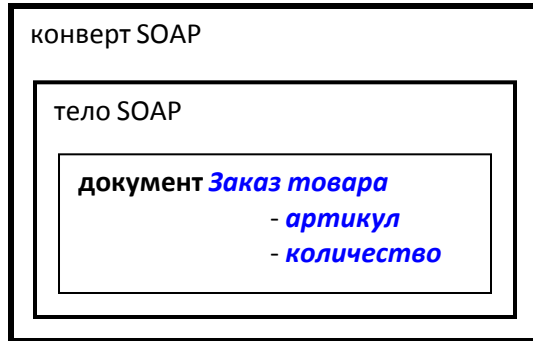 конверт SOAP
тело SOAP
документ Заказ товара
- артикул
- количество